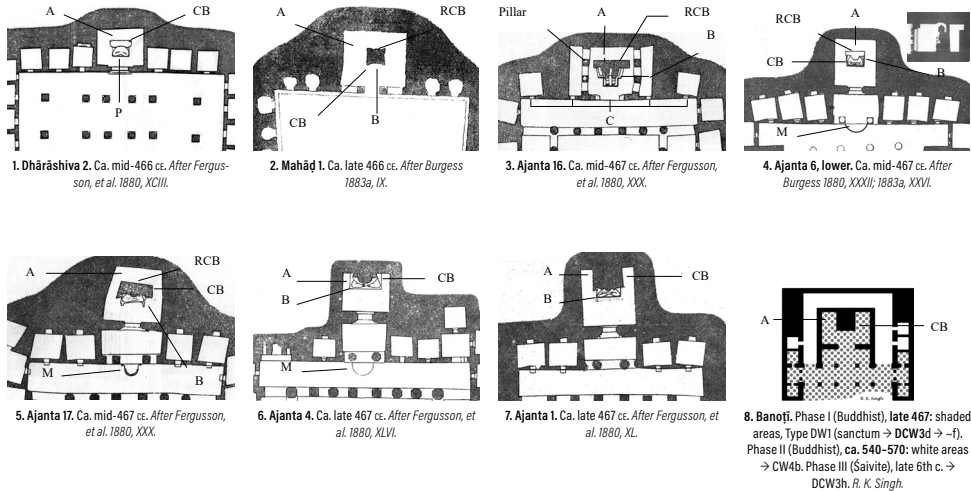 A
CB
P
1. Dhārāshiva 2. Ca. mid-466 CE. After Fergus-
son, et al. 1880, XCIII.
A
RCB
CB
B
2. Mahāḍ 1. Ca. late 466 CE. After Burgess
1883a, IX.
Pillar
A
RCB
B
C
3. Ajanta 16. Ca. mid-467 CE. After Fergusson,
et al. 1880, XXX.
RCB
A
CB
B
M
4. Ajanta 6, lower. Ca. mid-467 CE. After
Burgess 1880, XXXII; 1883a, XXVI.
A
RCB
CB
M
B
5. Ajanta 17. Ca. mid-467 CE. After Fergusson,
et al. 1880, XXX.
A
CB
B
M
6. Ajanta 4. Ca. late 467 CE. After Fergusson, et
al. 1880, XLVI.
A
CB
B
7. Ajanta 1. Ca. late 467 CE. After Fergusson, et
al. 1880, XL.
A
CB
R. K. Singh
8. Banoṭī. Phase I (Buddhist), late 467: shaded
areas, Type DW1 (sanctum → DCW3d → ~f).
Phase II (Buddhist), ca. 540–570: white areas
→ CW4b. Phase III (Śaivite), late 6th c. →
DCW3h. R. K. Singh.